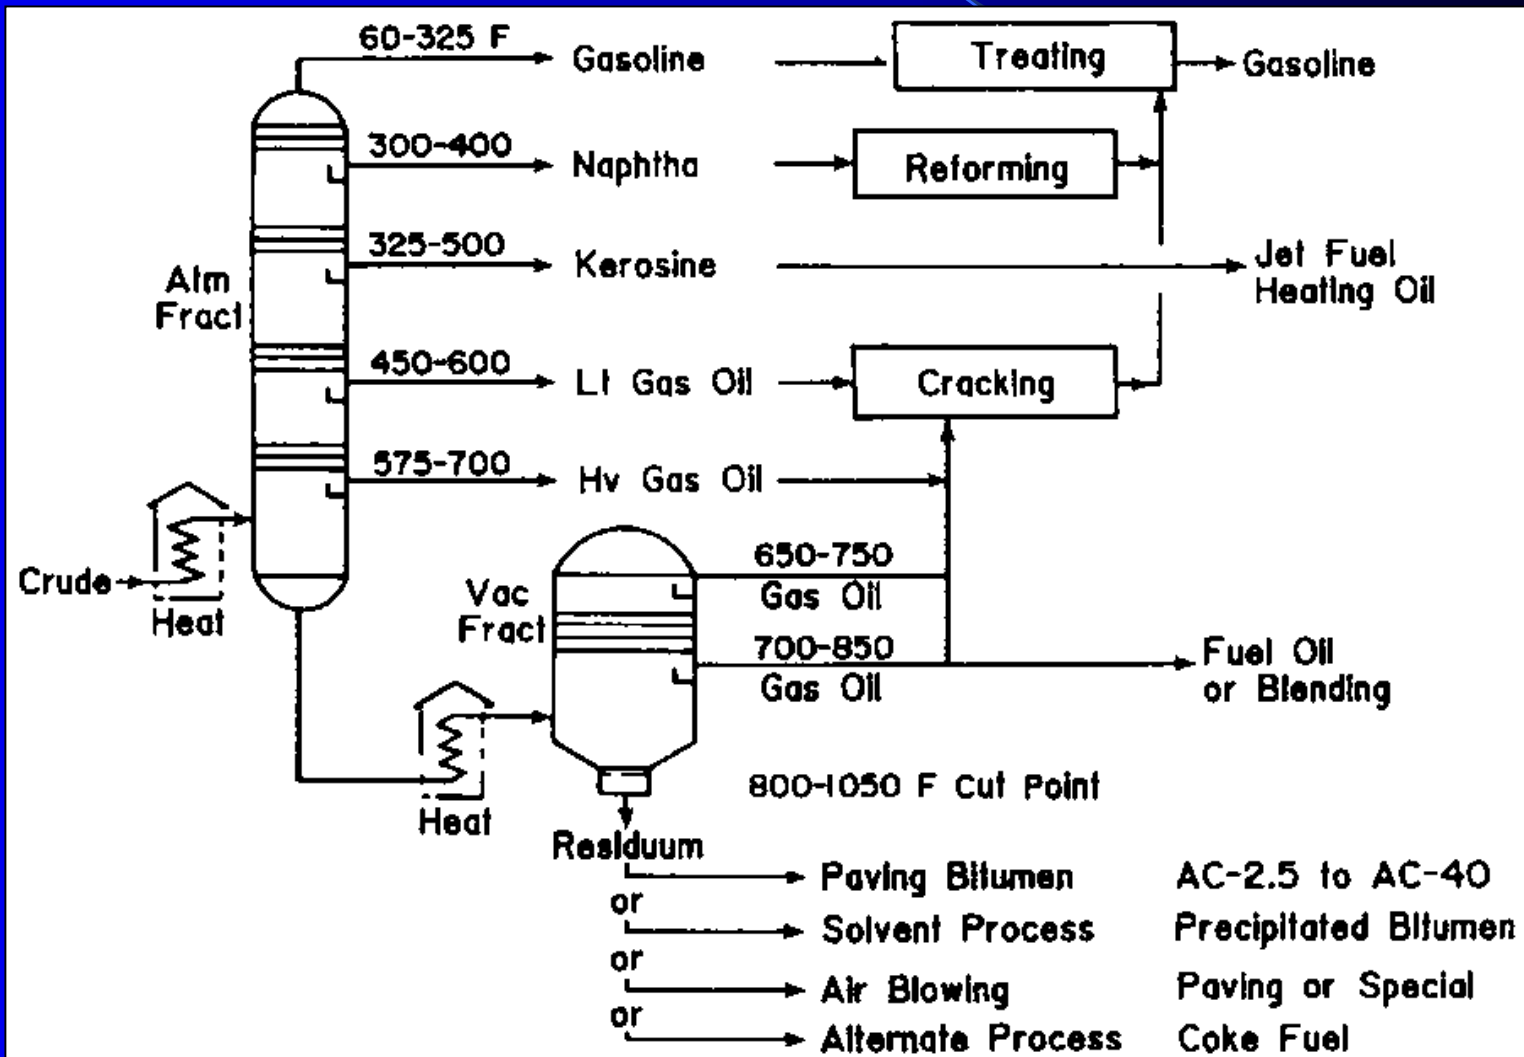 60-325 F
Gasoline
Treating
Gasoline
300-400
Naphtha
Reforming
325-500
Kerosine
Jet Fuel
Heating Oil
Atm
Fract
450-600
Lt Gas Oil
Cracking
575-700
Hv Gas Oil
Crude
Heat
Vac
Fract
650-750
Gas Oil
700-850
Gas Oil
Fuel Oil
or Blending
Heat
800-1050 F Cut Point
Residuum
Paving Bitumen AC-2.5 to AC-40
or
Solvent Process Precipitated Bitumen
or
Air Blowing Paving or Special
or
Alternate Process Coke Fuel